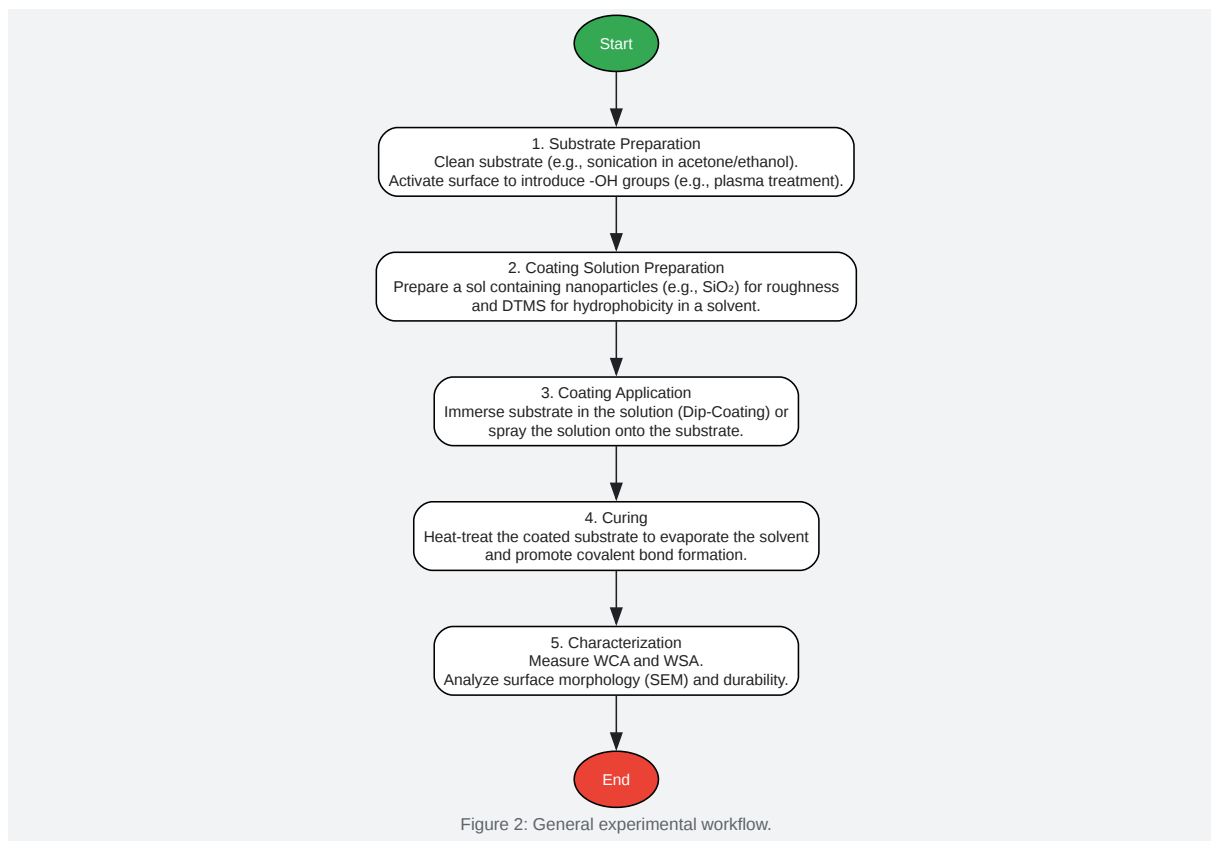 Start
1. Substrate Preparation
Clean substrate (e.g., sonication in acetone/ethanol).
Activate surface to introduce -OH groups (e.g., plasma treatment).
2. Coating Solution Preparation
Prepare a sol containing nanoparticles (e.g., SiO₂) for roughness
and DTMS for hydrophobicity in a solvent.
3. Coating Application
Immerse substrate in the solution (Dip-Coating) or
spray the solution onto the substrate.
4. Curing
Heat-treat the coated substrate to evaporate the solvent
and promote covalent bond formation.
5. Characterization
Measure WCA and WSA.
Analyze surface morphology (SEM) and durability.
End
Figure 2: General experimental workflow.